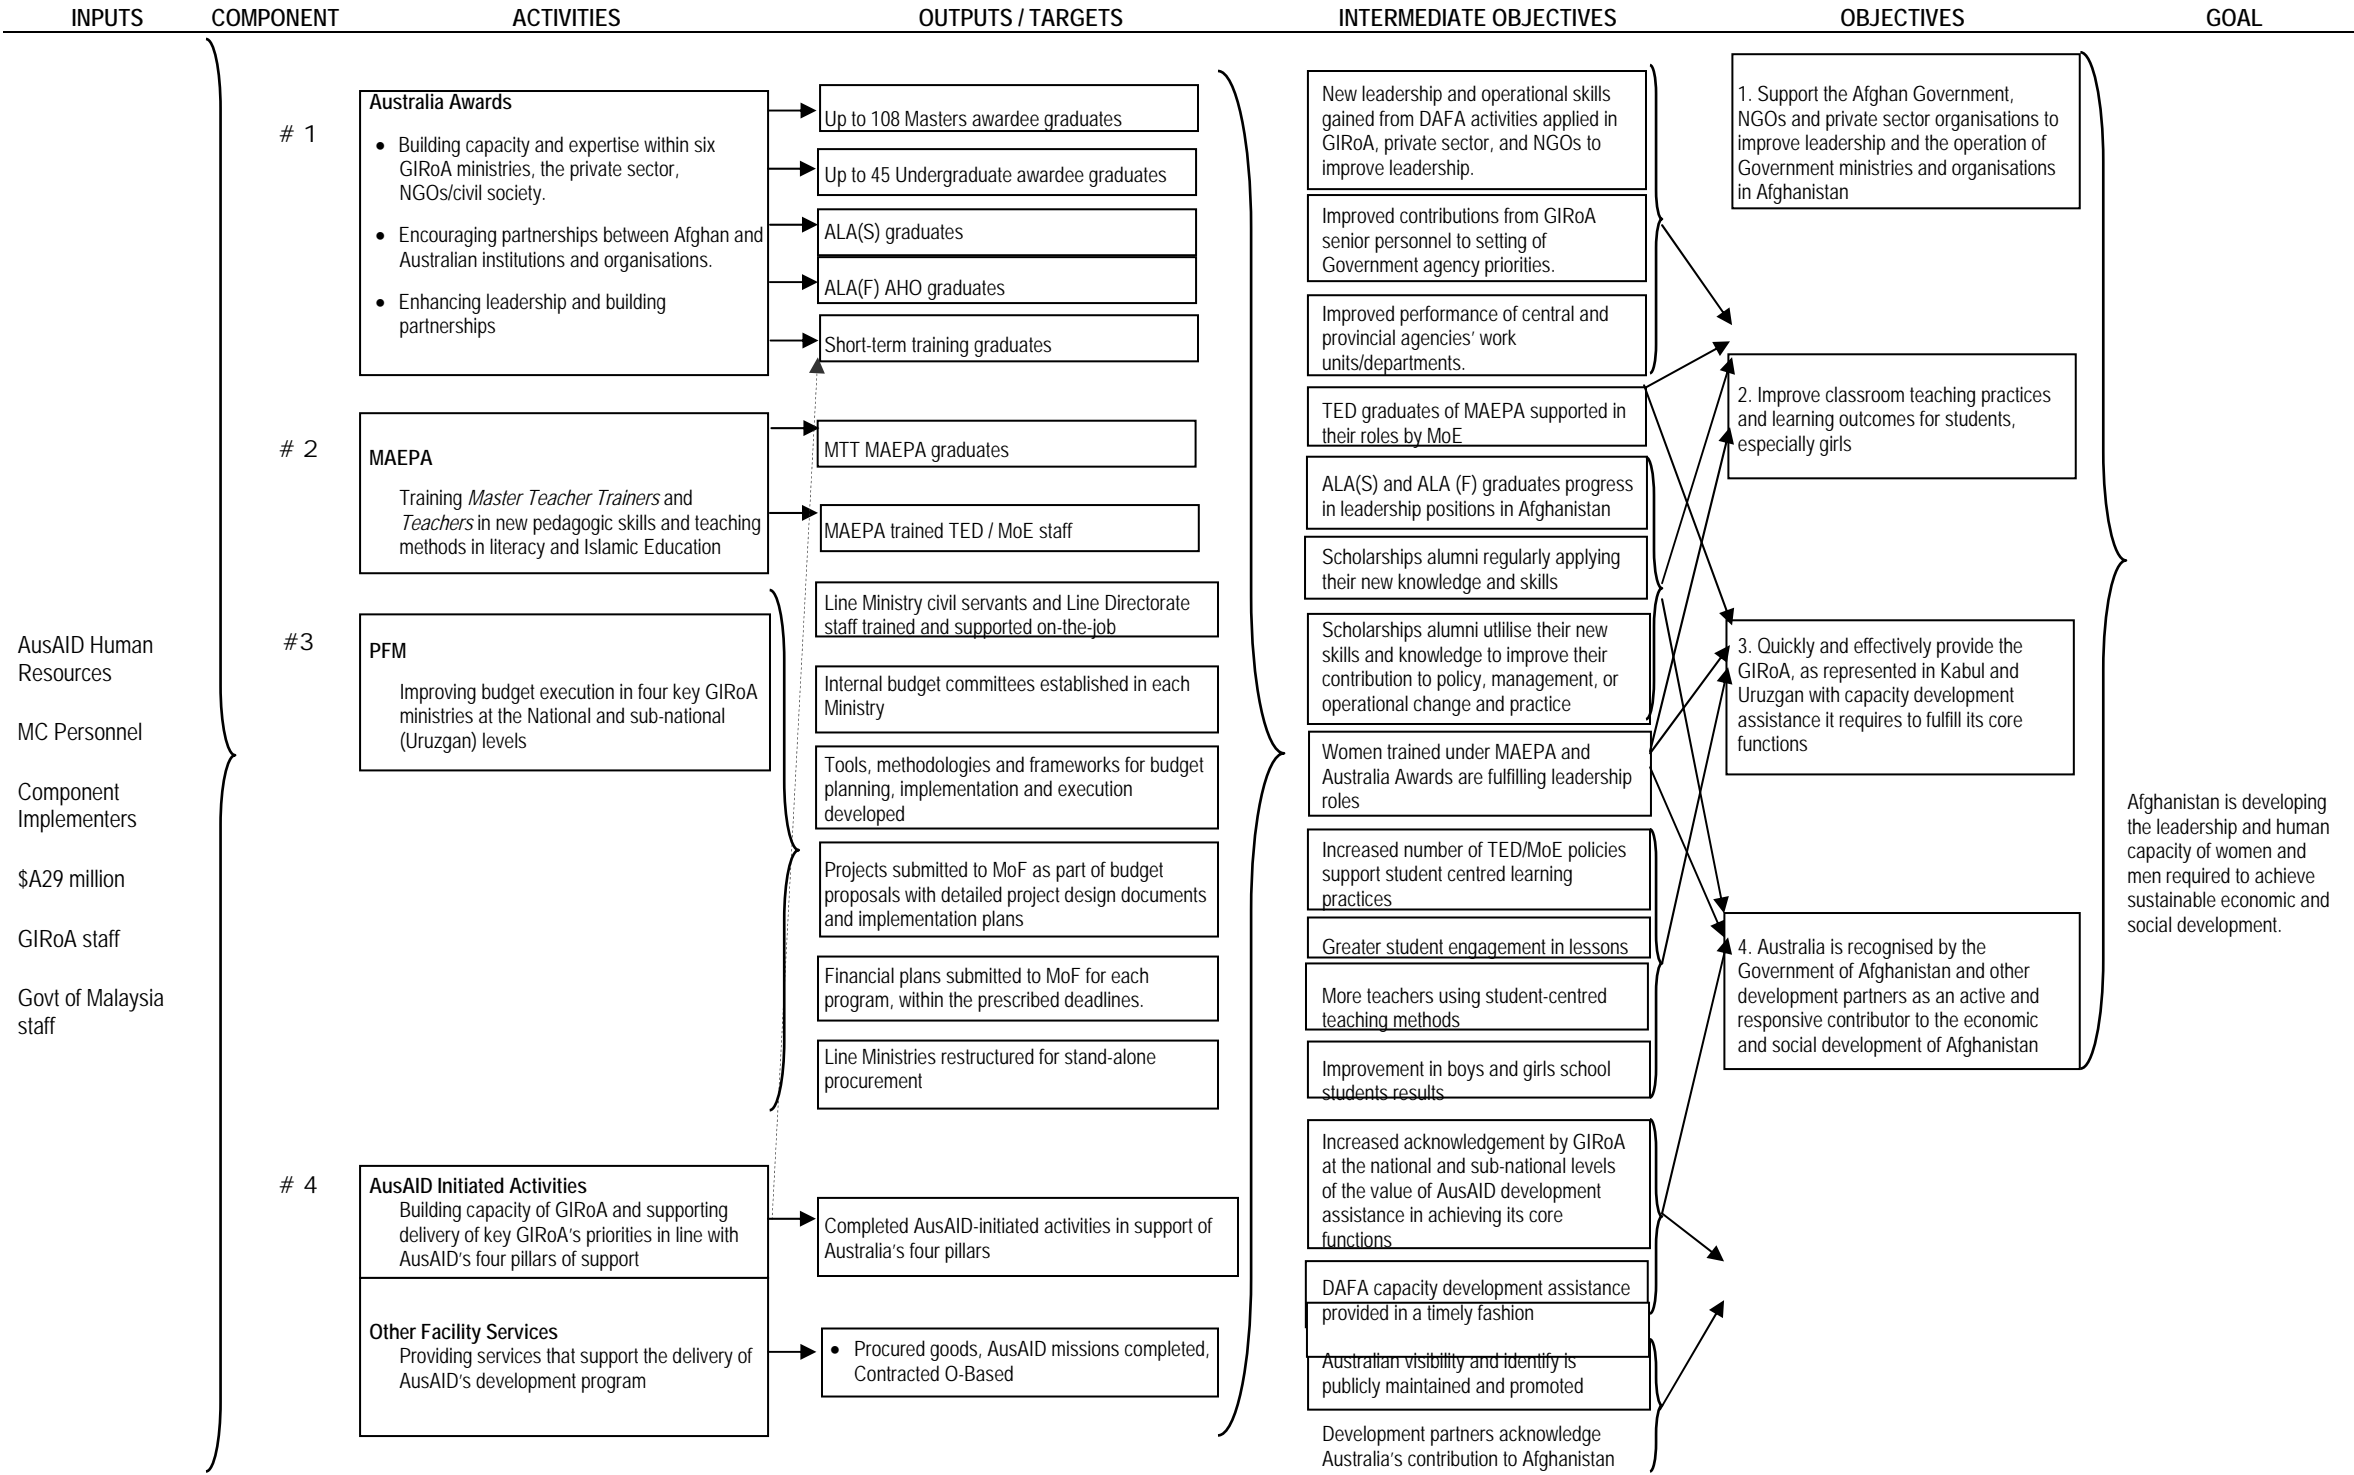 INPUTS COMPONENT ACTIVITIES OUTPUTS / TARGETS INTERMEDIATE OBJECTIVES OBJECTIVES GOAL
AusAID Human
Resources
MC Personnel
Component
Implementers
$A29 million
GIRoA staff
Govt of Malaysia
staff
# 1
Australia Awards
• Building capacity and expertise within six
GIRoA ministries, the private sector,
NGOs/civil society.
• Encouraging partnerships between Afghan and
Australian institutions and organisations.
• Enhancing leadership and building
partnerships
# 2
MAEPA
Training Master Teacher Trainers and
Teachers in new pedagogic skills and teaching
methods in literacy and Islamic Education
#3
PFM
Improving budget execution in four key GIRoA
ministries at the National and sub-national
(Uruzgan) levels
# 4
AusAID Initiated Activities
Building capacity of GIRoA and supporting
delivery of key GIRoA's priorities in line with
AusAID's four pillars of support
Other Facility Services
Providing services that support the delivery of
AusAID's development program
Up to 108 Masters awardee graduates
Up to 45 Undergraduate awardee graduates
ALA(S) graduates
ALA(F) AHO graduates
Short-term training graduates
MTT MAEPA graduates
MAEPA trained TED / MoE staff
Line Ministry civil servants and Line Directorate
staff trained and supported on-the-job
Internal budget committees established in each
Ministry
Tools, methodologies and frameworks for budget
planning, implementation and execution
developed
Projects submitted to MoF as part of budget
proposals with detailed project design documents
and implementation plans
Financial plans submitted to MoF for each
program, within the prescribed deadlines.
Line Ministries restructured for stand-alone
procurement
Completed AusAID-initiated activities in support of
Australia's four pillars
• Procured goods, AusAID missions completed,
Contracted O-Based
New leadership and operational skills
gained from DAFA activities applied in
GIRoA, private sector, and NGOs to
improve leadership.
Improved contributions from GIRoA
senior personnel to setting of
Government agency priorities.
Improved performance of central and
provincial agencies' work
units/departments.
TED graduates of MAEPA supported in
their roles by MoE
ALA(S) and ALA (F) graduates progress
in leadership positions in Afghanistan
Scholarships alumni regularly applying
their new knowledge and skills
Scholarships alumni utlilise their new
skills and knowledge to improve their
contribution to policy, management, or
operational change and practice
Women trained under MAEPA and
Australia Awards are fulfilling leadership
roles
Increased number of TED/MoE policies
support student centred learning
practices
Greater student engagement in lessons
More teachers using student-centred
teaching methods
Improvement in boys and girls school
students results
Increased acknowledgement by GIRoA
at the national and sub-national levels
of the value of AusAID development
assistance in achieving its core
functions
DAFA capacity development assistance
provided in a timely fashion
Australian visibility and identify is
publicly maintained and promoted
Development partners acknowledge
Australia's contribution to Afghanistan
1. Support the Afghan Government,
NGOs and private sector organisations to
improve leadership and the operation of
Government ministries and organisations
in Afghanistan
2. Improve classroom teaching practices
and learning outcomes for students,
especially girls
3. Quickly and effectively provide the
GIRoA, as represented in Kabul and
Uruzgan with capacity development
assistance it requires to fulfill its core
functions
4. Australia is recognised by the
Government of Afghanistan and other
development partners as an active and
responsive contributor to the economic
and social development of Afghanistan
Afghanistan is developing
the leadership and human
capacity of women and
men required to achieve
sustainable economic and
social development.